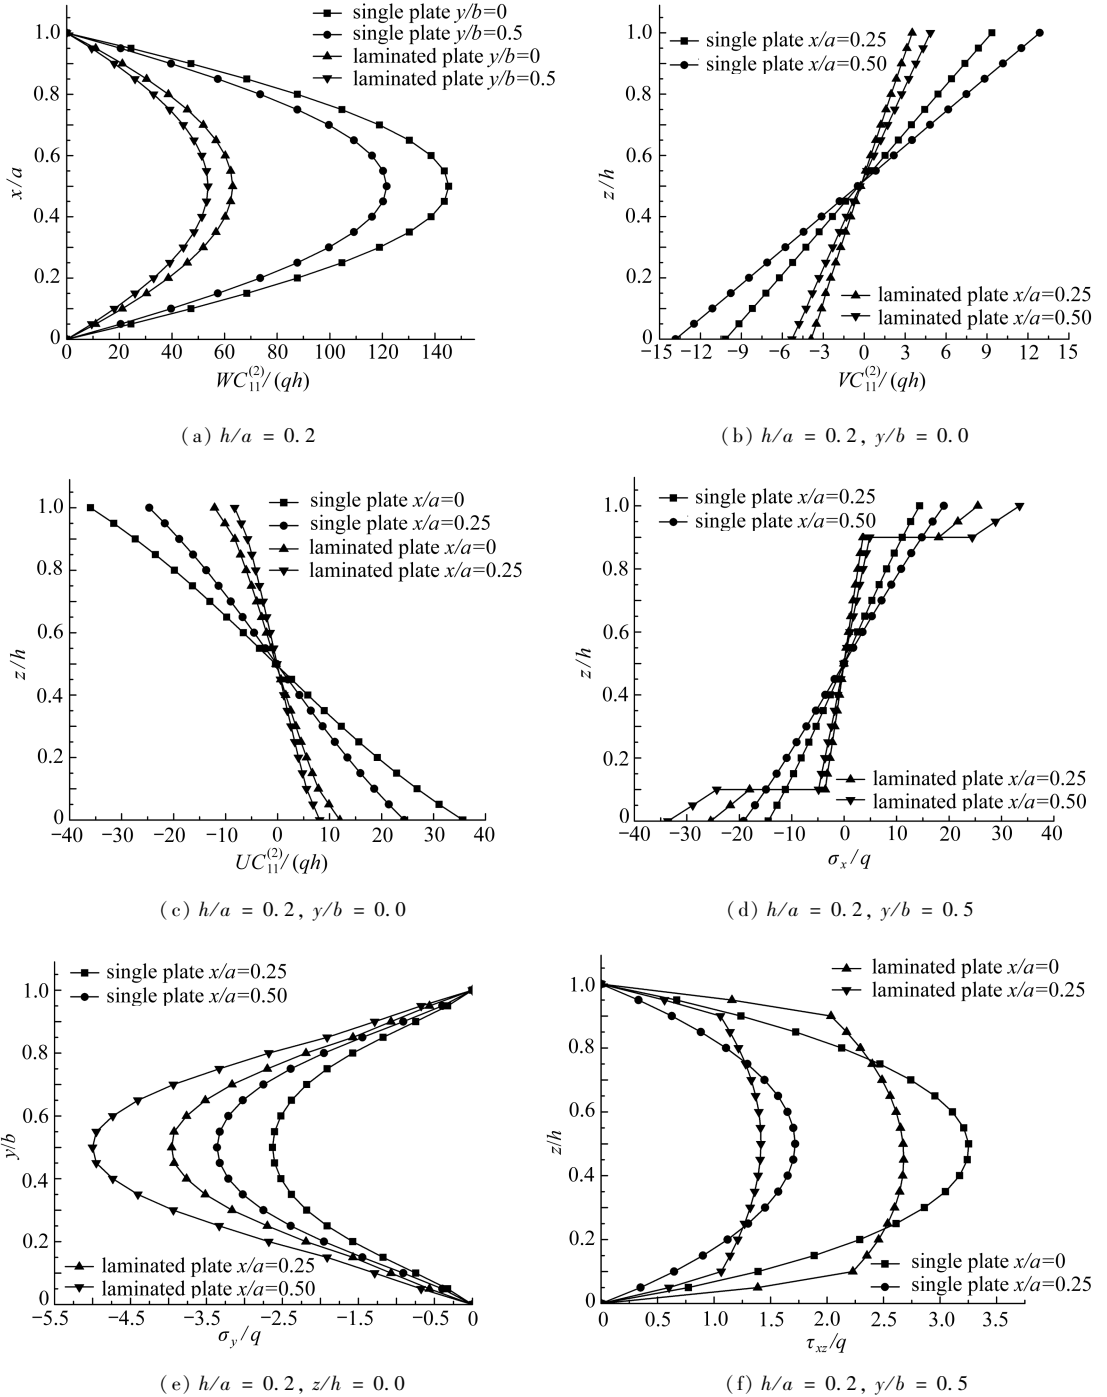 single plate y/b=0
single plate y/b=0.5
laminated plate y/b=0
laminated plate y/b=0.5
1.0
0.8
0.6
0.4
0.2
0
x/a
0 20 40 60 80 100 120 140
WC₁₁⁽²⁾/(qh)
(a) h/a = 0.2
single plate x/a=0.25
single plate x/a=0.50
1.0
0.8
0.6
0.4
0.2
0
z/h
laminated plate x/a=0.25
laminated plate x/a=0.50
−15 −12 −9 −6 −3 0 3 6 9 12 15
VC₁₁⁽²⁾/(qh)
(b) h/a = 0.2, y/b = 0.0
single plate x/a=0
single plate x/a=0.25
laminated plate x/a=0
laminated plate x/a=0.25
1.0
0.8
0.6
0.4
0.2
0
z/h
−40 −30 −20 −10 0 10 20 30 40
UC₁₁⁽²⁾/(qh)
(c) h/a = 0.2, y/b = 0.0
single plate x/a=0.25
single plate x/a=0.50
1.0
0.8
0.6
0.4
0.2
0
z/h
laminated plate x/a=0.25
laminated plate x/a=0.50
−40 −30 −20 −10 0 10 20 30 40
σₓ/q
(d) h/a = 0.2, y/b = 0.5
single plate x/a=0.25
single plate x/a=0.50
1.0
0.8
0.6
0.4
0.2
0
y/b
laminated plate x/a=0.25
laminated plate x/a=0.50
−5.5 −4.5 −3.5 −2.5 −1.5 −0.5 0
σ_y/q
(e) h/a = 0.2, z/h = 0.0
laminated plate x/a=0
laminated plate x/a=0.25
1.0
0.8
0.6
0.4
0.2
0
z/h
single plate x/a=0
single plate x/a=0.25
0 0.5 1.0 1.5 2.0 2.5 3.0 3.5
τ_xz/q
(f) h/a = 0.2, y/b = 0.5